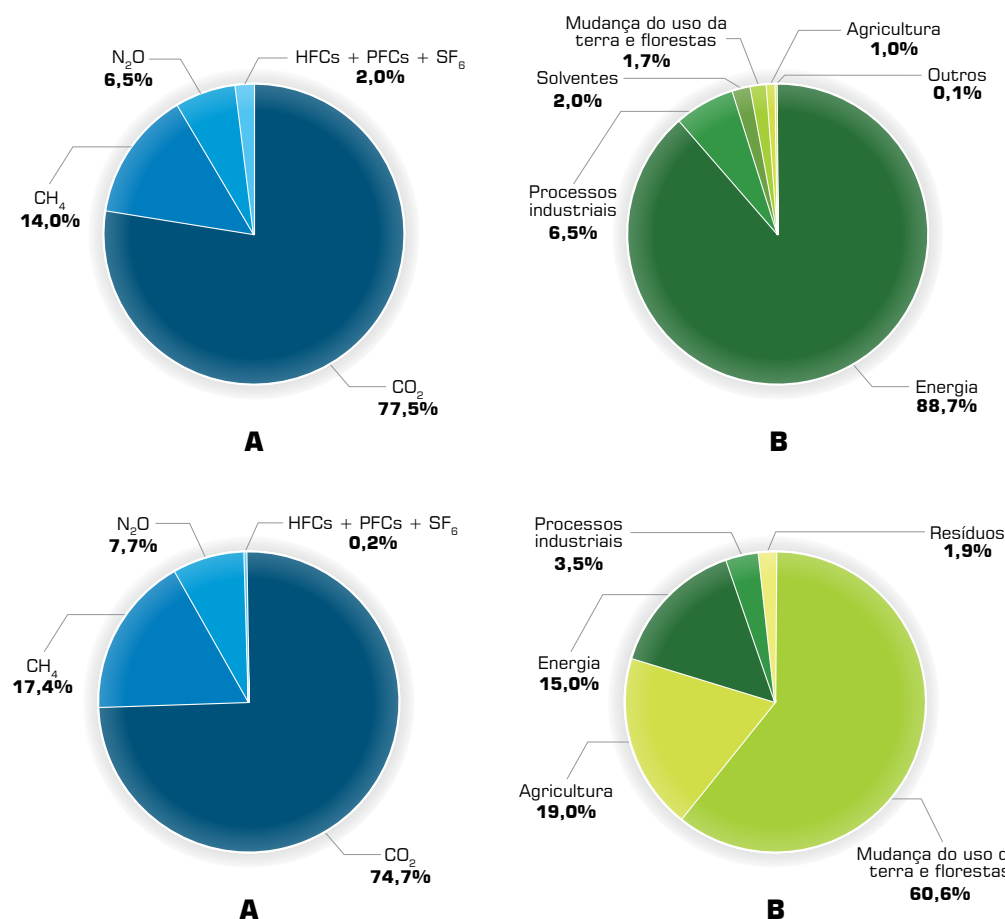 N₂O
6,5%
HFCs + PFCs + SF₆
2,0%
CH₄
14,0%
CO₂
77,5%
A
Mudança do uso da
terra e florestas
1,7%
Agricultura
1,0%
Solventes
2,0%
Outros
0,1%
Processos
industriais
6,5%
Energia
88,7%
B
N₂O
7,7%
HFCs + PFCs + SF₆
0,2%
CH₄
17,4%
CO₂
74,7%
A
Processos
industriais
3,5%
Resíduos
1,9%
Energia
15,0%
Agricultura
19,0%
Mudança do uso d
terra e florestas
60,6%
B